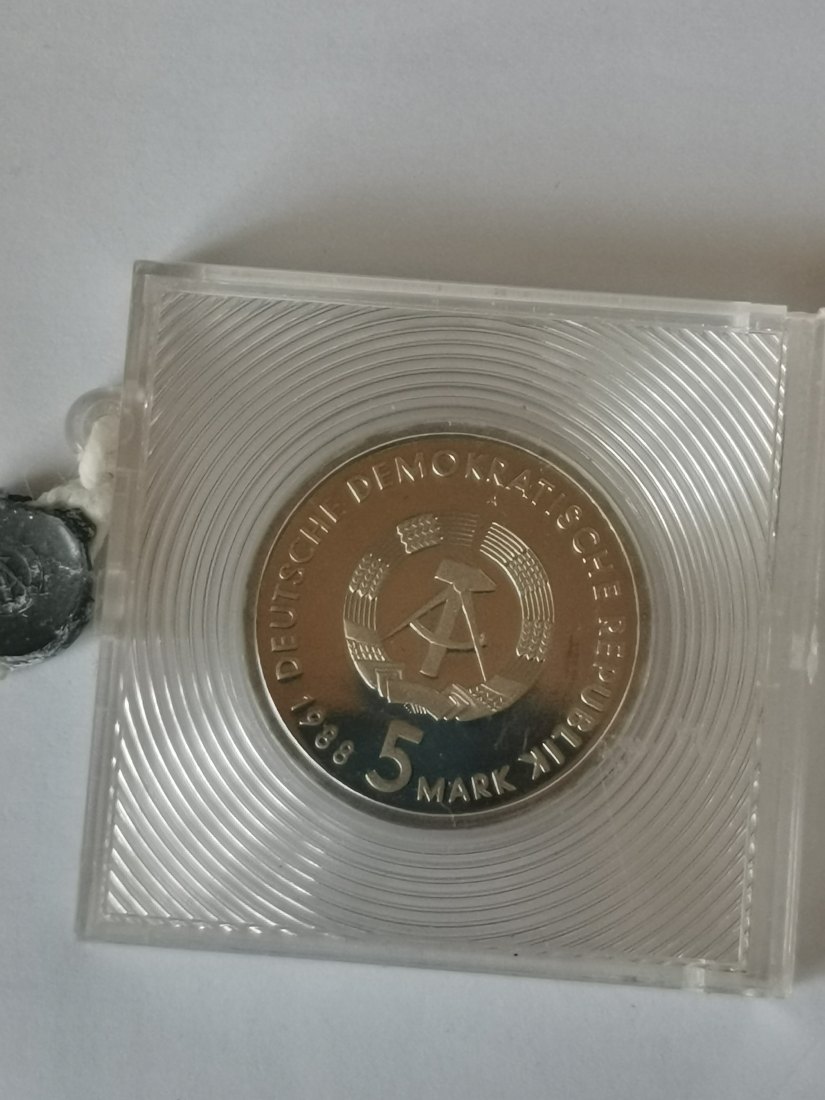 DEUTSCHE DEMOKRATISCHE REPUBLIK
A
1988
5 MARK